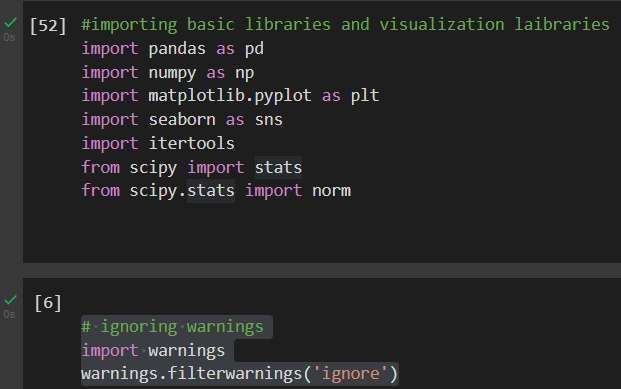 [52] #importing basic libraries and visualization laibraries
0s
import pandas as pd
import numpy as np
import matplotlib.pyplot as plt
import seaborn as sns
import itertools
from scipy import stats
from scipy.stats import norm
[6]
0s
# ignoring warnings
import warnings
warnings.filterwarnings('ignore')